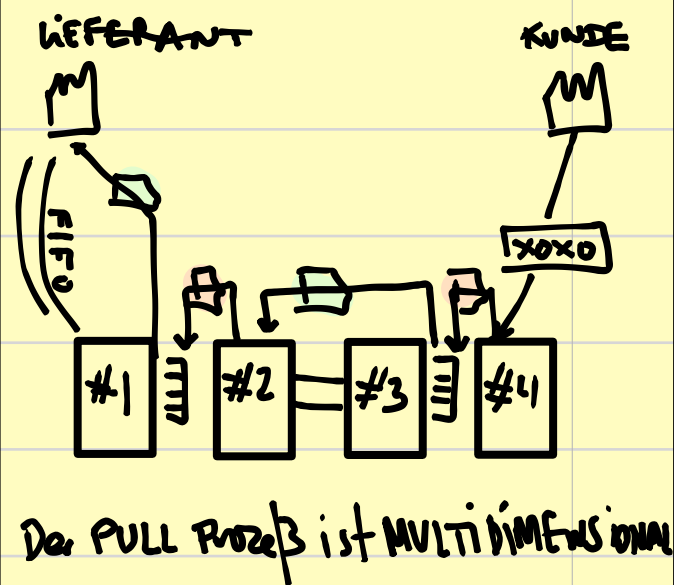 LIEFERANT
KUNDE
FIFO
XOXO
#1
#2
#3
#4
Der PULL Prozeß ist MULTIDIMENSIONAL